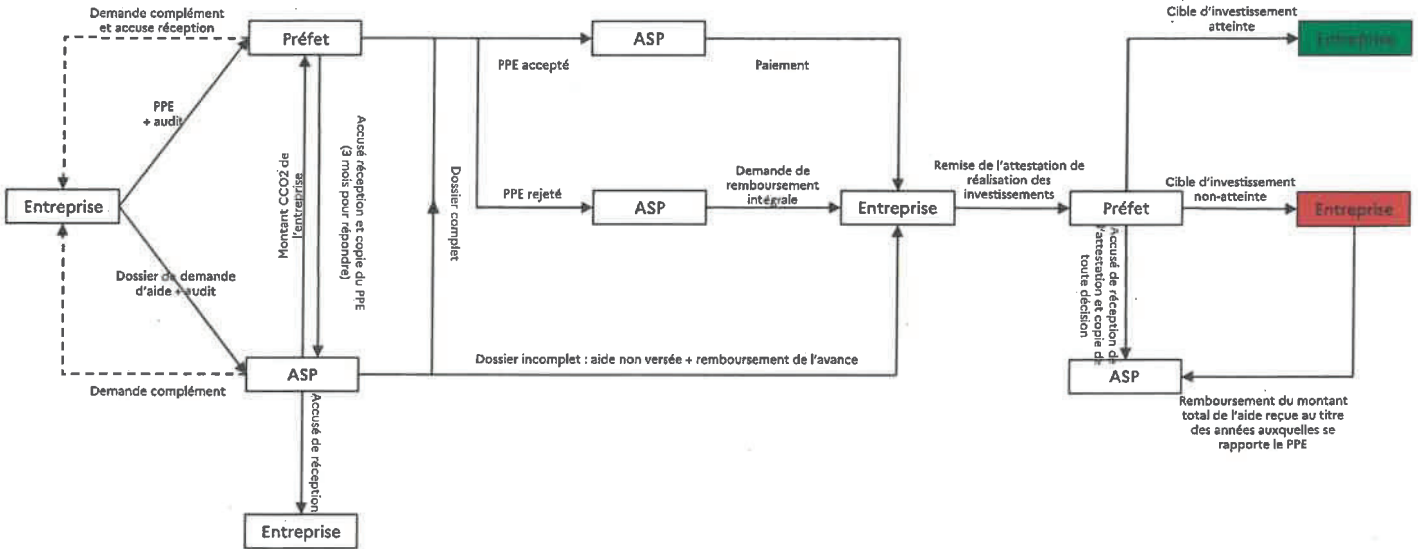 Demande complément
et accuse réception
Préfet
ASP
PPE accepté
Paiement
Cible d'investissement
atteinte
Entreprise
PPE
+ audit
Montant CCO2 de
l'entreprise
Accusé réception et copie du PPE
(3 mois pour répondre)
Dossier complet
Entreprise
PPE rejeté
ASP
Demande de
remboursement
intégrale
Entreprise
Remise de l'attestation de
réalisation des
investissements
Préfet
Cible d'investissement
non-atteinte
Entreprise
Dossier de demande
d'aide + audit
Accusé de réception de
l'attestation et copie de
toute décision
ASP
Dossier incomplet : aide non versée + remboursement de l'avance
ASP
Demande complément
Accusé de réception
Remboursement du montant
total de l'aide reçue au titre
des années auxquelles se
rapporte le PPE
Entreprise